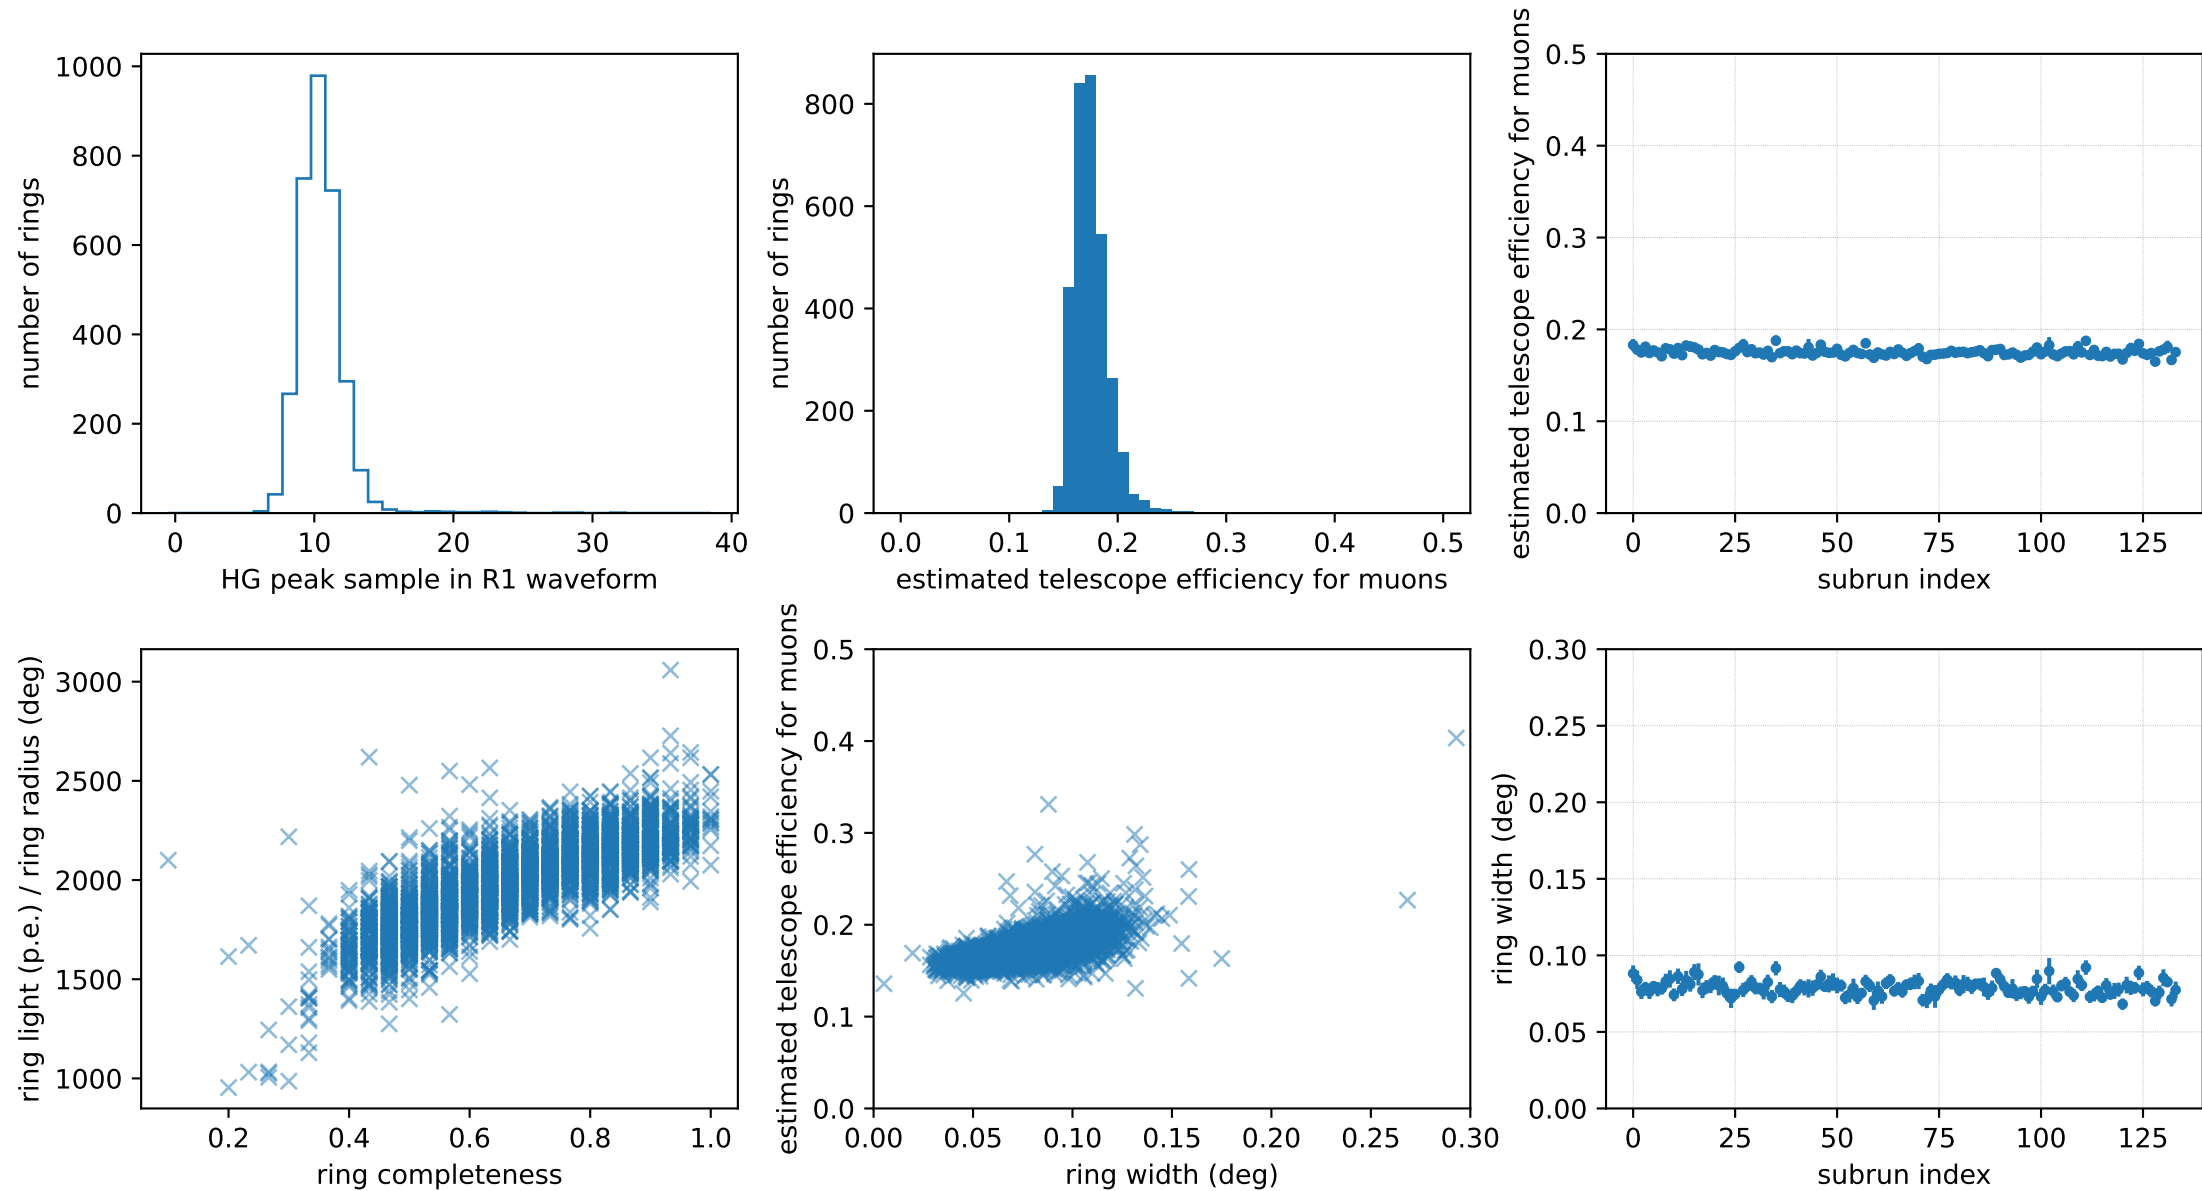 1000
800
600
400
200
0
number of rings
0 10 20 30 40
HG peak sample in R1 waveform
800
600
400
200
0
number of rings
0.0 0.1 0.2 0.3 0.4 0.5
estimated telescope efficiency for muons
0.5
0.4
0.3
0.2
0.1
0.0
estimated telescope efficiency for muons
0 25 50 75 100 125
subrun index
3000
2500
2000
1500
1000
ring light (p.e.) / ring radius (deg)
0.2 0.4 0.6 0.8 1.0
ring completeness
0.5
0.4
0.3
0.2
0.1
0.0
estimated telescope efficiency for muons
0.00 0.05 0.10 0.15 0.20 0.25 0.30
ring width (deg)
0.30
0.25
0.20
0.15
0.10
0.05
0.00
ring width (deg)
0 25 50 75 100 125
subrun index